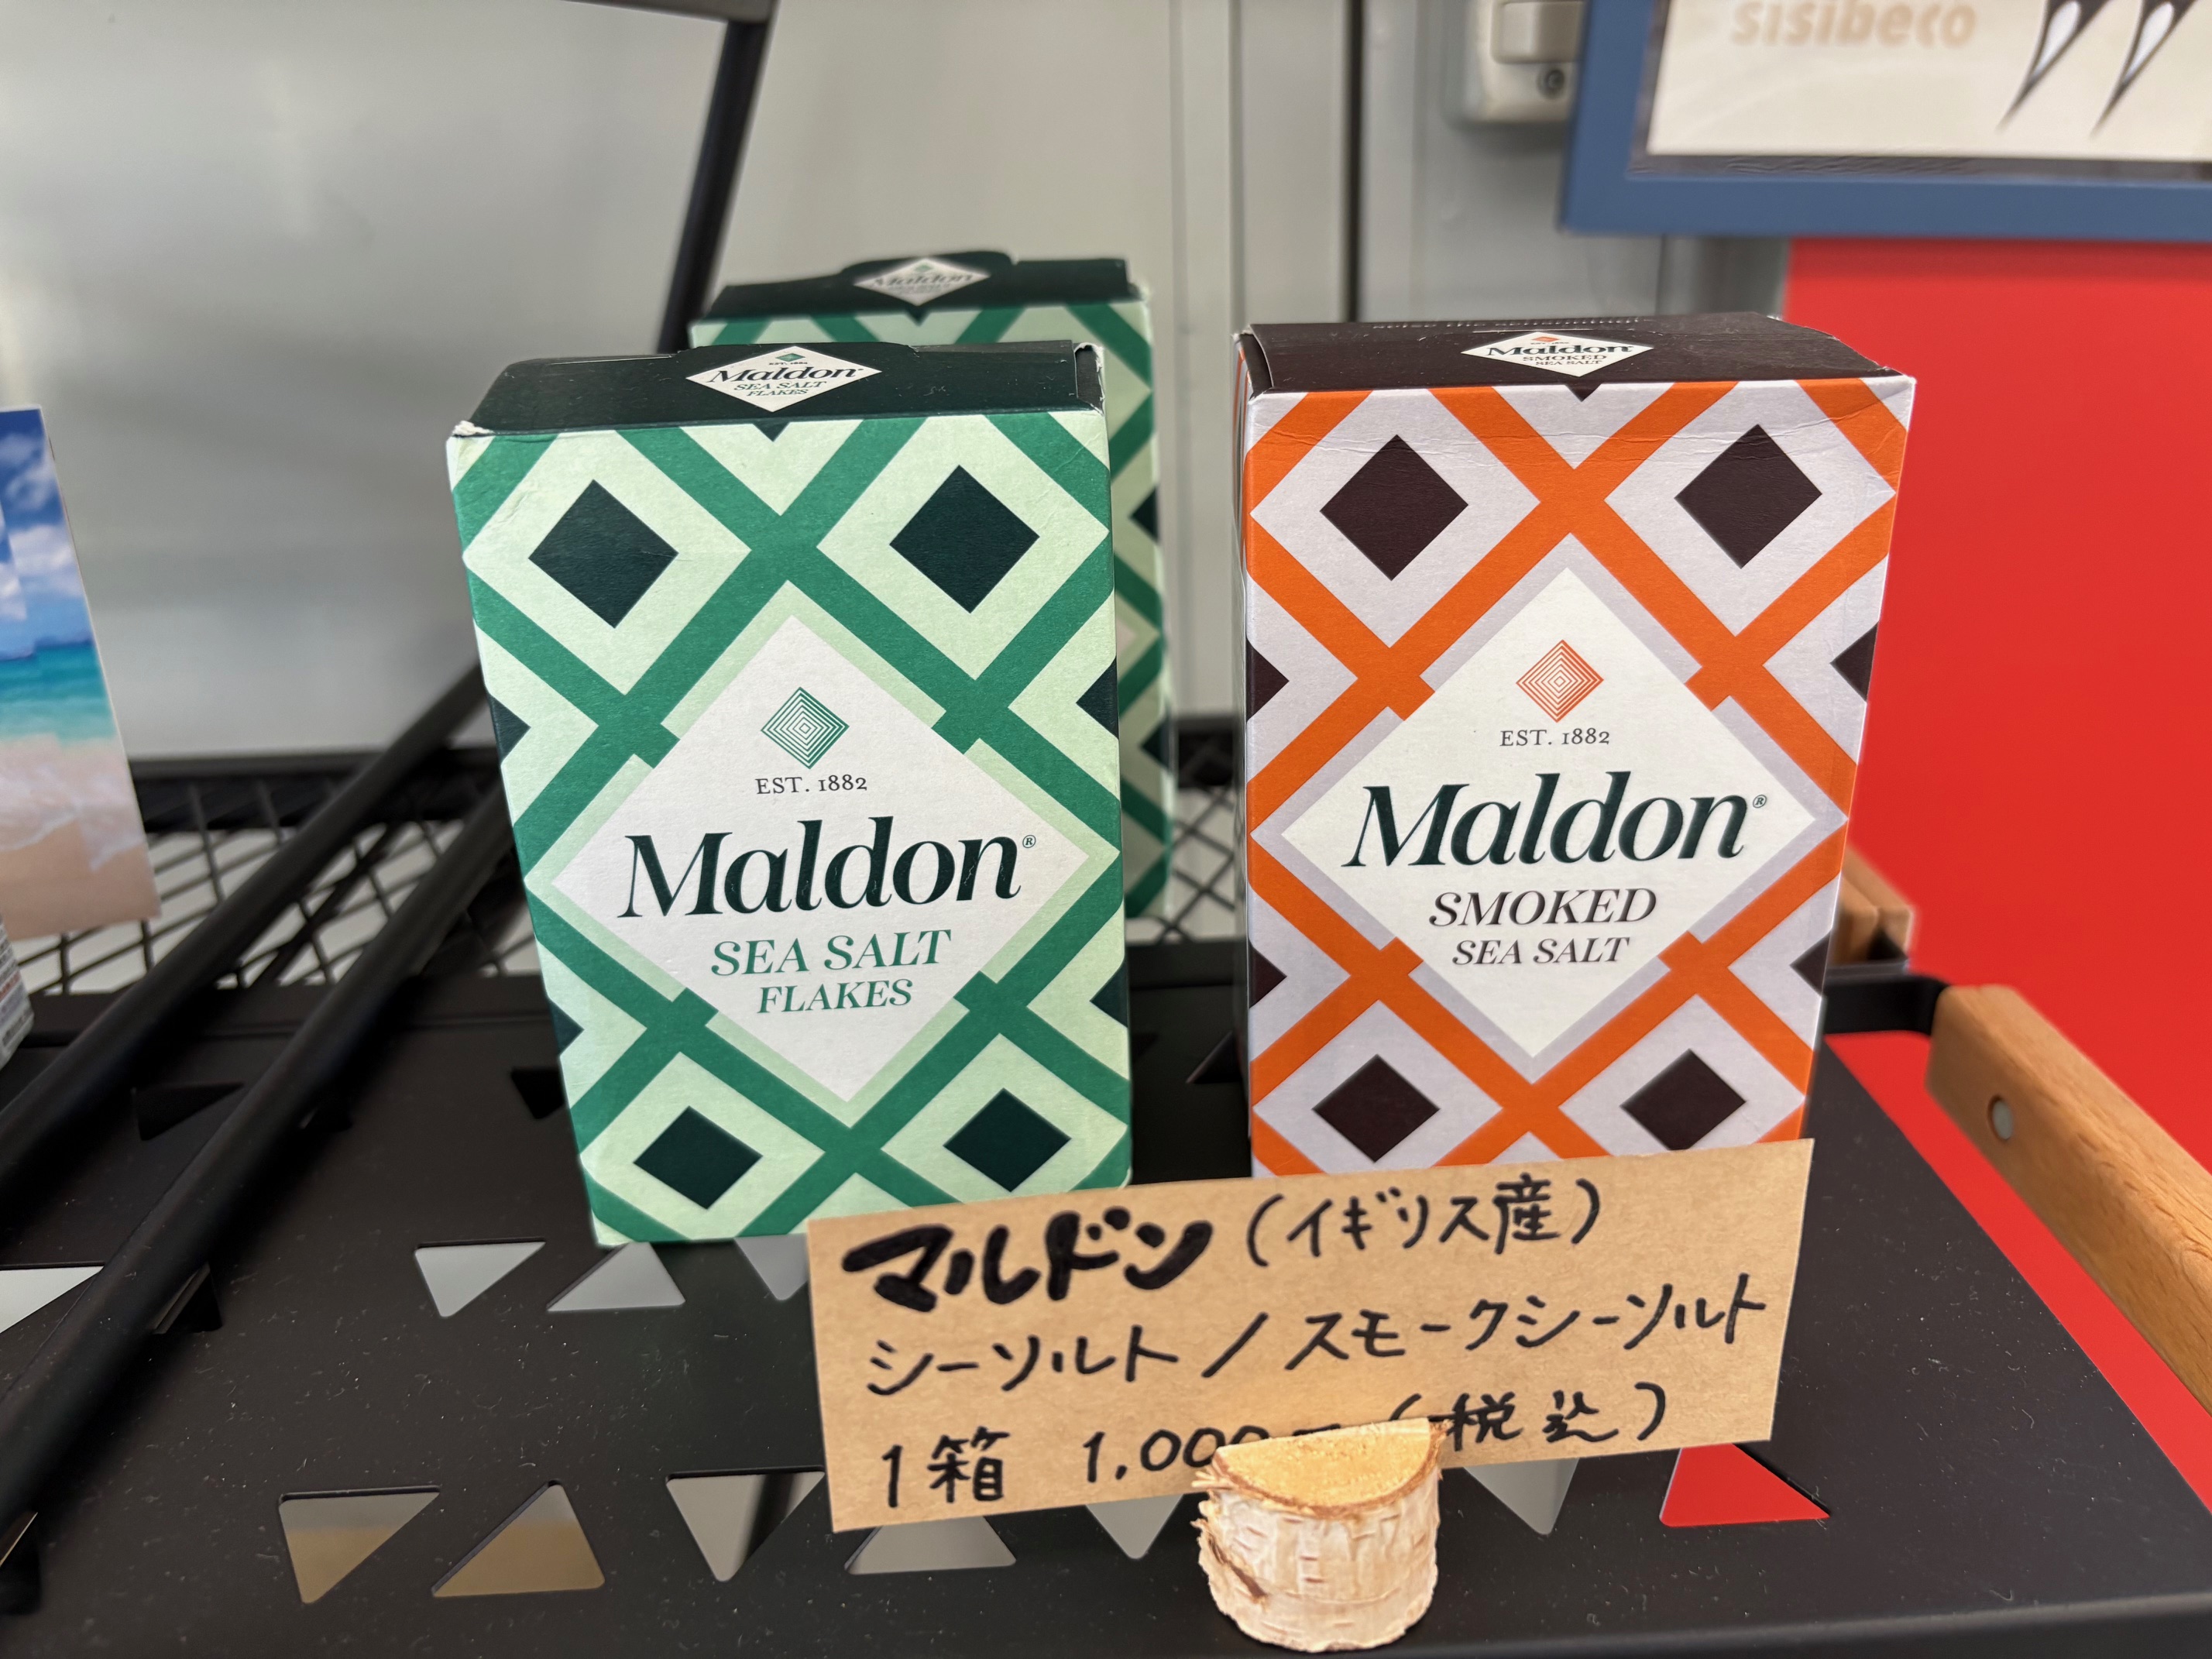 sisibeco
Maldon
Maldon
SEA SALT
FLAKES
EST. 1882
Maldon®
SEA SALT
FLAKES
Maldon
SMOKED
SEA SALT
EST. 1882
Maldon®
SMOKED
SEA SALT
マルドン(イギリス産)
シーソルト/スモークシーソルト
1箱 1,000 (税込)